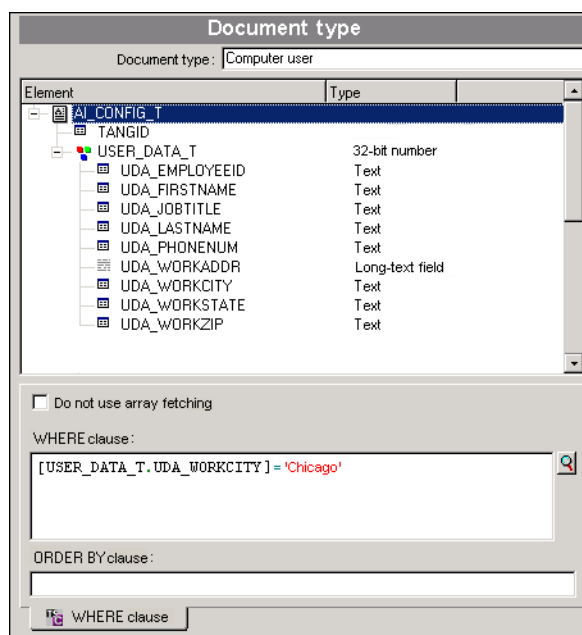 Document type
Document type: Computer user
Element Type
AI_CONFIG_T
TANGID
USER_DATA_T 32-bit number
UDA_EMPLOYEEID Text
UDA_FIRSTNAME Text
UDA_JOBTITLE Text
UDA_LASTNAME Text
UDA_PHONENUM Text
UDA_WORKADDR Long-text field
UDA_WORKCITY Text
UDA_WORKSTATE Text
UDA_WORKZIP Text
Do not use array fetching
WHERE clause:
[USER_DATA_T.UDA_WORKCITY]='Chicago'
ORDER BY clause:
WHERE clause